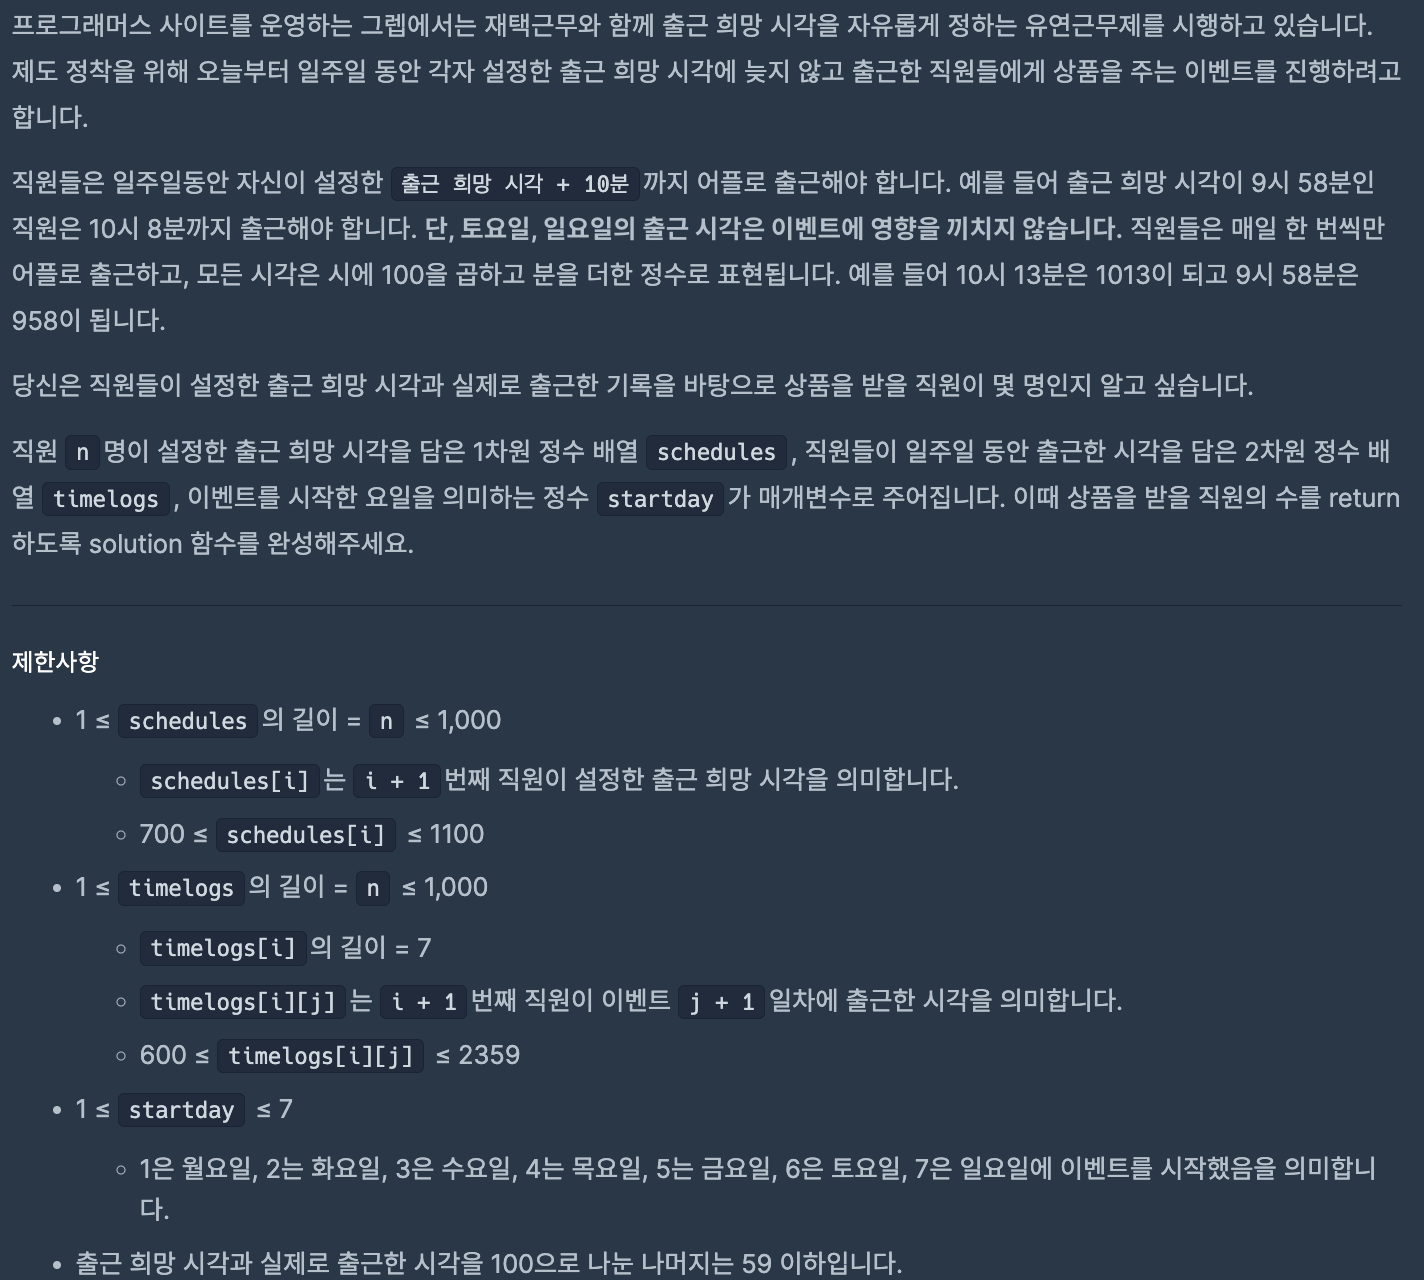 프로그래머스 사이트를 운영하는 그렙에서는 재택근무와 함께 출근 희망 시각을 자유롭게 정하는 유연근무제를 시행하고 있습니다.
제도 정착을 위해 오늘부터 일주일 동안 각자 설정한 출근 희망 시각에 늦지 않고 출근한 직원들에게 상품을 주는 이벤트를 진행하려고
합니다.
직원들은 일주일동안 자신이 설정한 출근 희망 시각 + 10분까지 어플로 출근해야 합니다. 예를 들어 출근 희망 시각이 9시 58분인
직원은 10시 8분까지 출근해야 합니다. 단, 토요일, 일요일의 출근 시각은 이벤트에 영향을 끼치지 않습니다. 직원들은 매일 한 번씩만
어플로 출근하고, 모든 시각은 시에 100을 곱하고 분을 더한 정수로 표현됩니다. 예를 들어 10시 13분은 1013이 되고 9시 58분은
958이 됩니다.
당신은 직원들이 설정한 출근 희망 시각과 실제로 출근한 기록을 바탕으로 상품을 받을 직원이 몇 명인지 알고 싶습니다.
직원 n명이 설정한 출근 희망 시각을 담은 1차원 정수 배열 schedules, 직원들이 일주일 동안 출근한 시각을 담은 2차원 정수 배
열 timelogs, 이벤트를 시작한 요일을 의미하는 정수 startday가 매개변수로 주어집니다. 이때 상품을 받을 직원의 수를 return
하도록 solution 함수를 완성해주세요.
제한사항
• 1 ≤ schedules의 길이 = n ≤ 1,000
◦ schedules[i]는 i + 1번째 직원이 설정한 출근 희망 시각을 의미합니다.
◦ 700 ≤ schedules[i] ≤ 1100
• 1 ≤ timelogs의 길이 = n ≤ 1,000
◦ timelogs[i]의 길이 = 7
◦ timelogs[i][j]는 i + 1번째 직원이 이벤트 j + 1일차에 출근한 시각을 의미합니다.
◦ 600 ≤ timelogs[i][j] ≤ 2359
• 1 ≤ startday ≤ 7
◦ 1은 월요일, 2는 화요일, 3은 수요일, 4는 목요일, 5는 금요일, 6은 토요일, 7은 일요일에 이벤트를 시작했음을 의미합니
다.
• 출근 희망 시각과 실제로 출근한 시각을 100으로 나눈 나머지는 59 이하입니다.